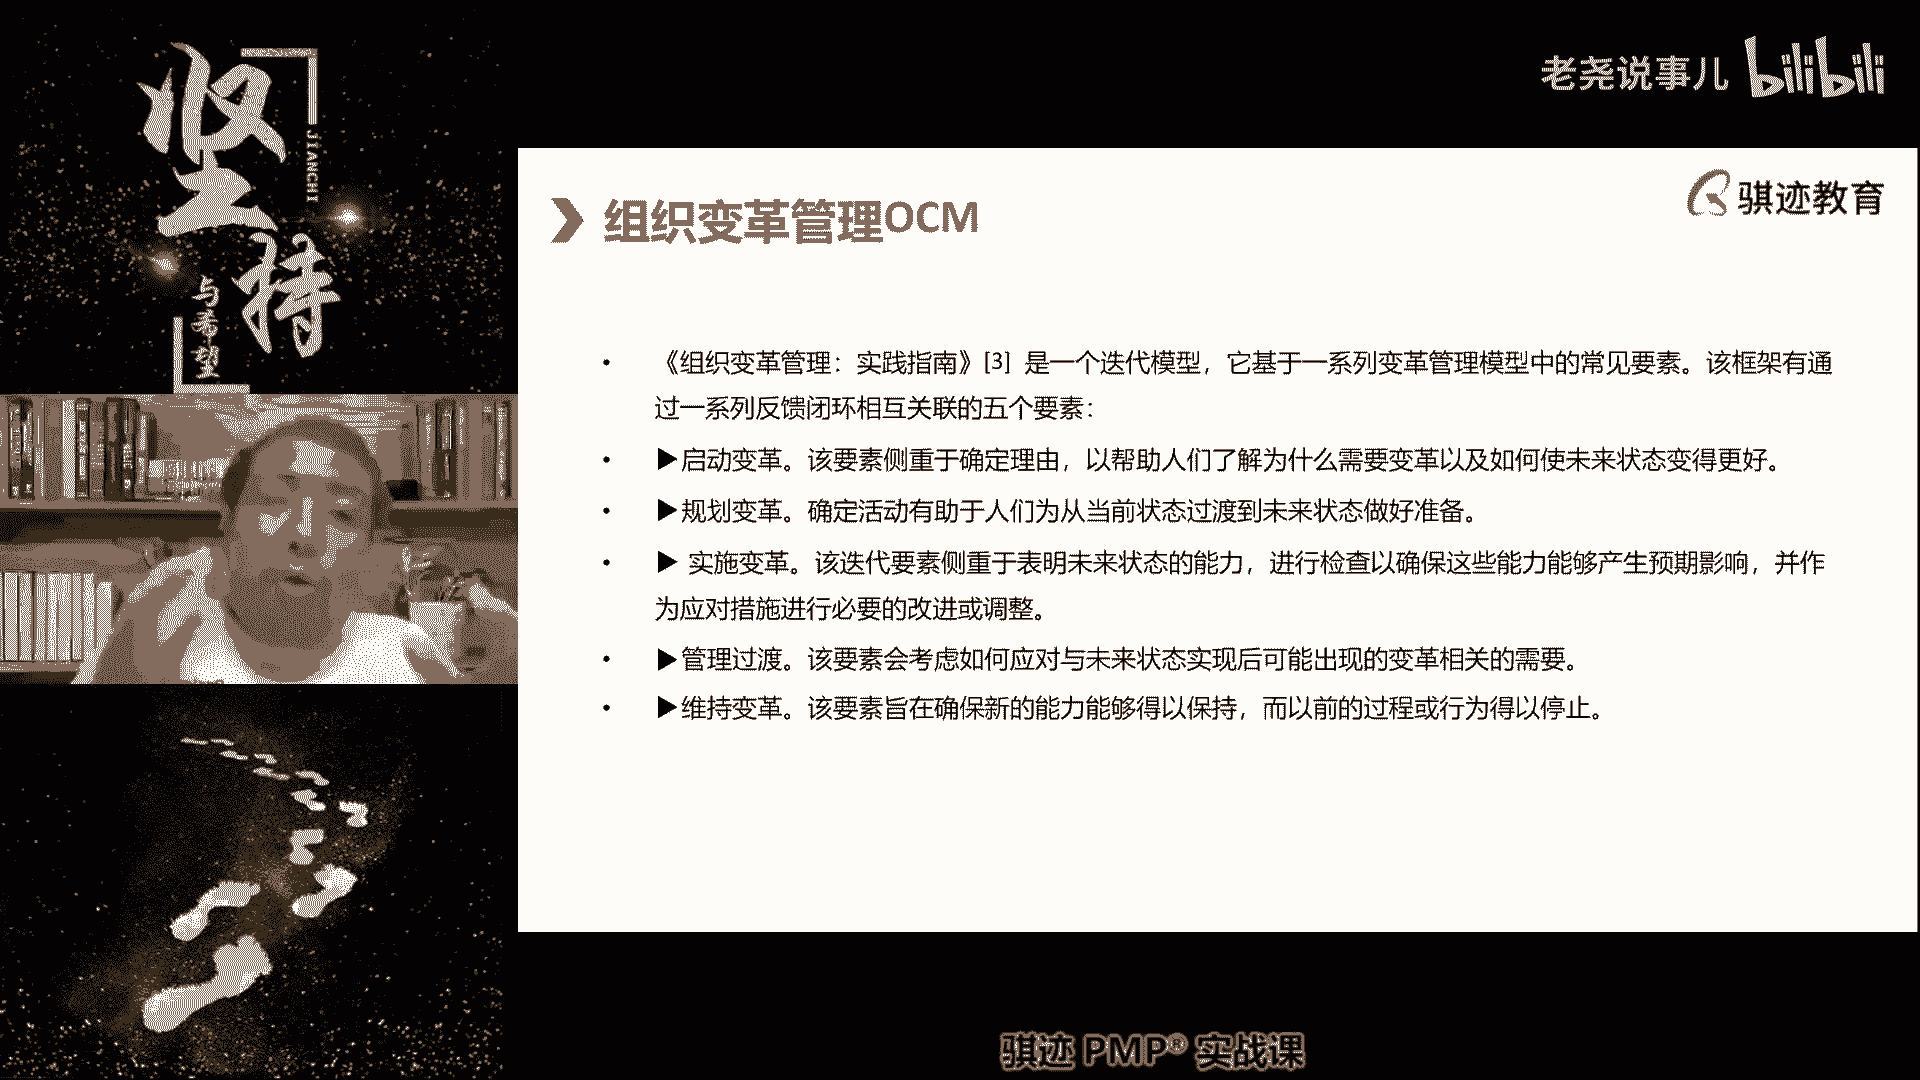 坚持
JIANCHI
与希望
老尧说事儿 bilibili
骐迹教育
组织变革管理OCM
• 《组织变革管理：实践指南》[3] 是一个迭代模型，它基于一系列变革管理模型中的常见要素。该框架有通
过一系列反馈闭环相互关联的五个要素：
• ▶启动变革。该要素侧重于确定理由，以帮助人们了解为什么需要变革以及如何使未来状态变得更好。
• ▶规划变革。确定活动有助于人们为从当前状态过渡到未来状态做好准备。
• ▶ 实施变革。该迭代要素侧重于表明未来状态的能力，进行检查以确保这些能力能够产生预期影响，并作
为应对措施进行必要的改进或调整。
• ▶管理过渡。该要素会考虑如何应对与未来状态实现后可能出现的变革相关的需要。
• ▶维持变革。该要素旨在确保新的能力能够得以保持，而以前的过程或行为得以停止。
骐迹 PMP® 实战课